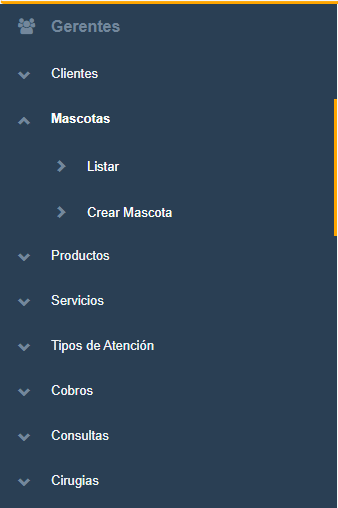 Gerentes
Clientes
Mascotas
Listar
Crear Mascota
Productos
Servicios
Tipos de Atención
Cobros
Consultas
Cirugias